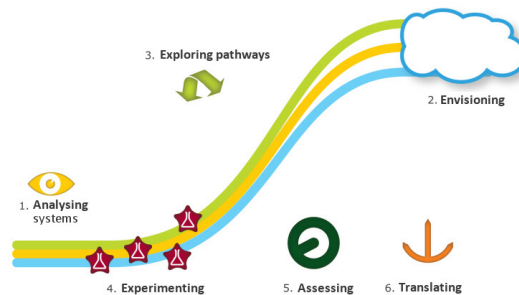 1. Analysing
systems
2. Envisioning
3. Exploring pathways
4. Experimenting
5. Assessing
6. Translating